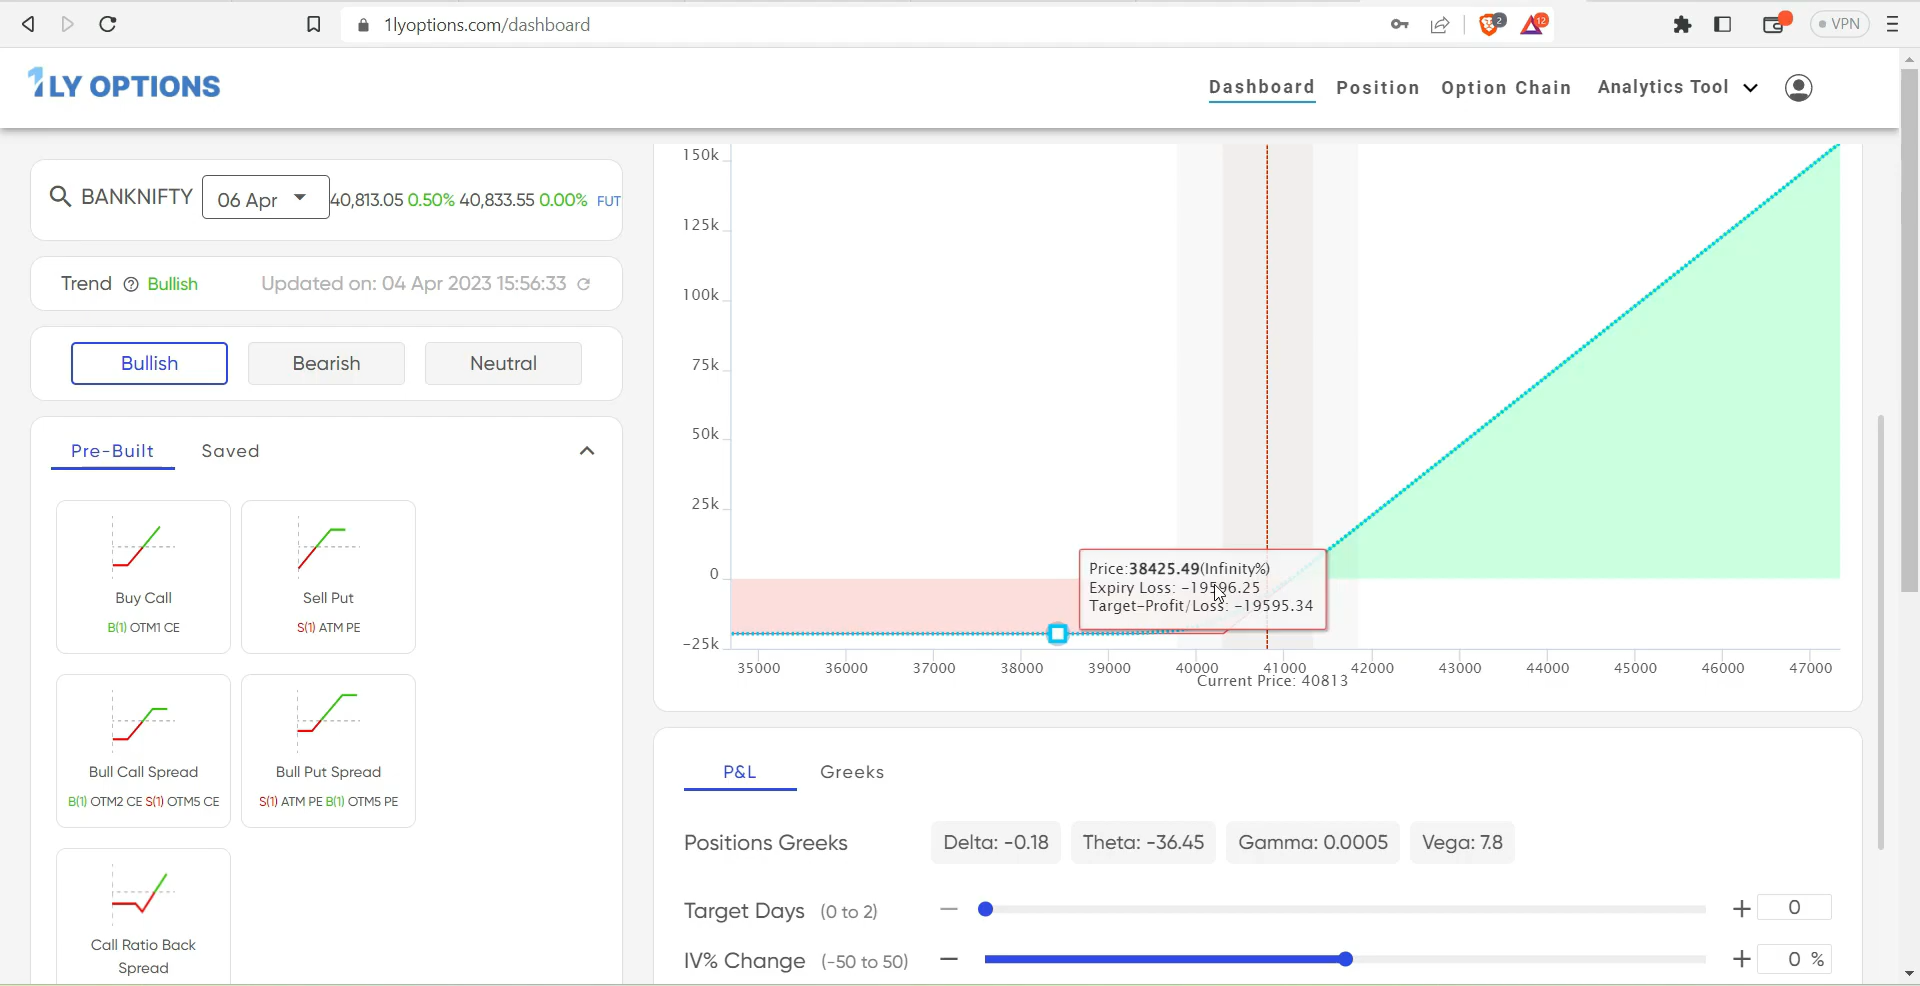 1lyoptions.com/dashboard
2
12
VPN
1LY OPTIONS
Dashboard Position Option Chain Analytics Tool
BANKNIFTY 06 Apr 40,813.05 0.50% 40,833.55 0.00% FUT
Trend Bullish Updated on: 04 Apr 2023 15:56:33
Bullish Bearish Neutral
Pre-Built Saved
Buy Call
B(1) OTM1 CE
Sell Put
S(1) ATM PE
Bull Call Spread
B(1) OTM2 CE S(1) OTM5 CE
Bull Put Spread
S(1) ATM PE B(1) OTM5 PE
Call Ratio Back
Spread
150k
125k
100k
75k
50k
25k
0
-25k
Price:38425.49(Infinity%)
Expiry Loss: -19596.25
Target-Profit/Loss: -19595.34
35000 36000 37000 38000 39000 40000 41000 42000 43000 44000 45000 46000 47000
Current Price: 40813
P&L Greeks
Positions Greeks Delta: -0.18 Theta: -36.45 Gamma: 0.0005 Vega: 7.8
Target Days (0 to 2) − + 0
IV% Change (-50 to 50) − + 0 %